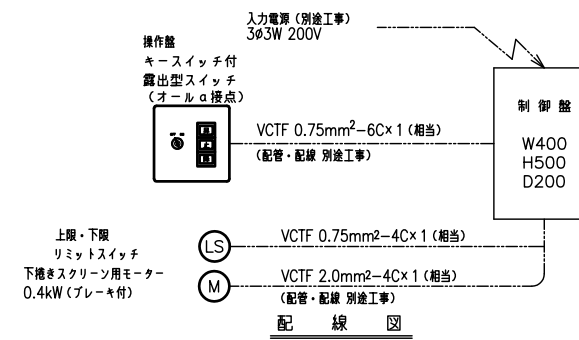 入力電源（別途工事）
3φ3W 200V
操作盤
キースイッチ付
露出型スイッチ
（オールa接点）
制御盤
W400
H500
D200
VCTF 0.75mm²−6C×1（相当）
（配管・配線 別途工事）
上限・下限
リミットスイッチ
LS
VCTF 0.75mm²−4C×1（相当）
下捲きスクリーン用モーター
0.4kW（ブレーキ付）
M
VCTF 2.0mm²−4C×1（相当）
（配管・配線 別途工事）
配線図